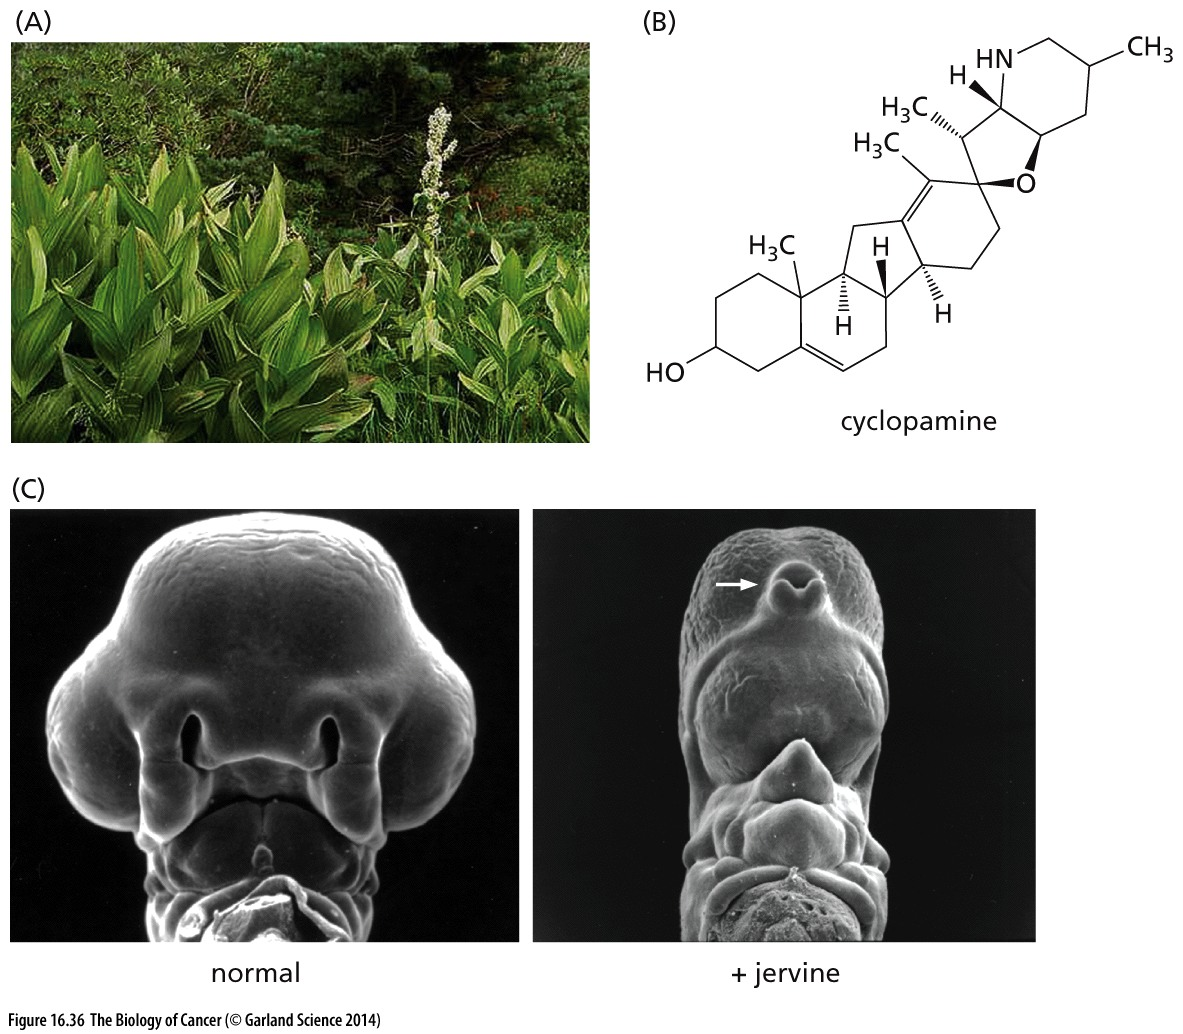 (A)
(B)
HN
CH3
H
H3C
H3C
O
H3C
H
H
H
HO
cyclopamine
(C)
normal
+ jervine
Figure 16.36 The Biology of Cancer (© Garland Science 2014)